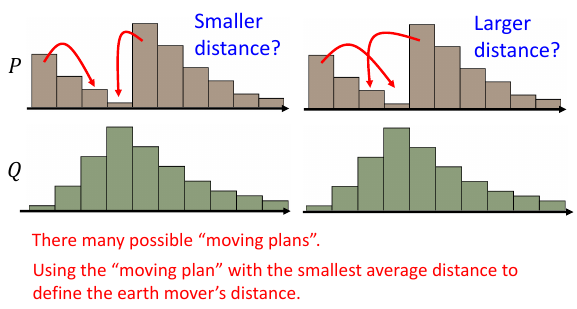 Smaller
distance?
Larger
distance?
P
Q
There many possible “moving plans”.
Using the “moving plan” with the smallest average distance to
define the earth mover’s distance.